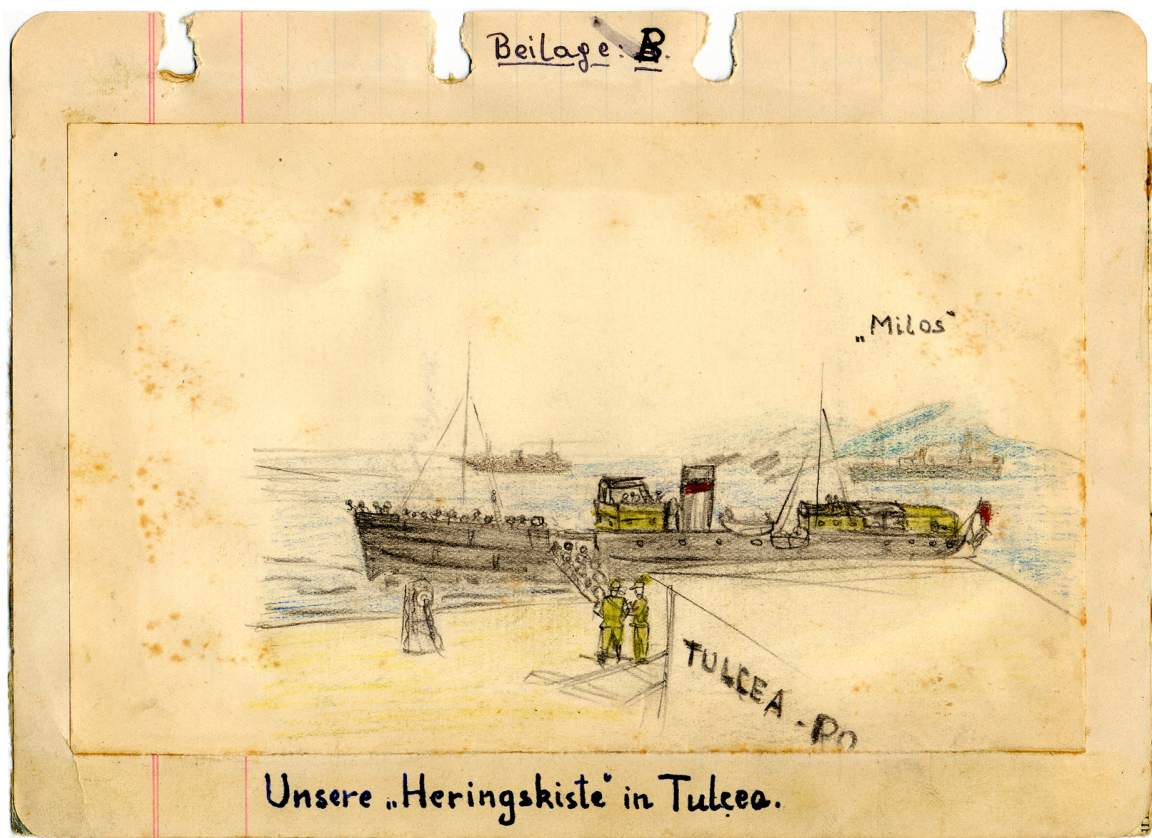 Beilage: B.
„Milos“
TULCEA - RO
Unsere „Heringskiste“ in Tulcea.